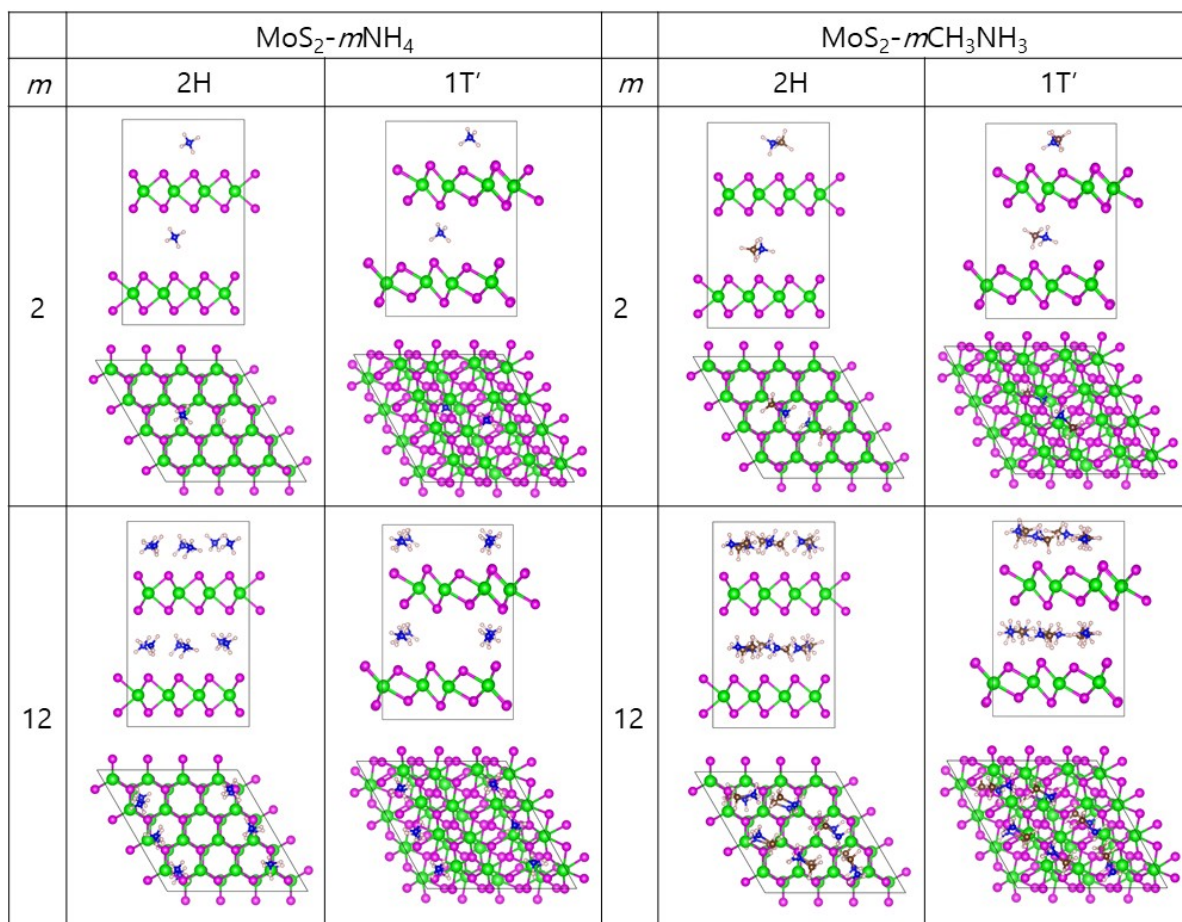 MoS₂-mNH₄ MoS₂-mCH₃NH₃
m 2H 1T′ m 2H 1T′
2 2
12 12